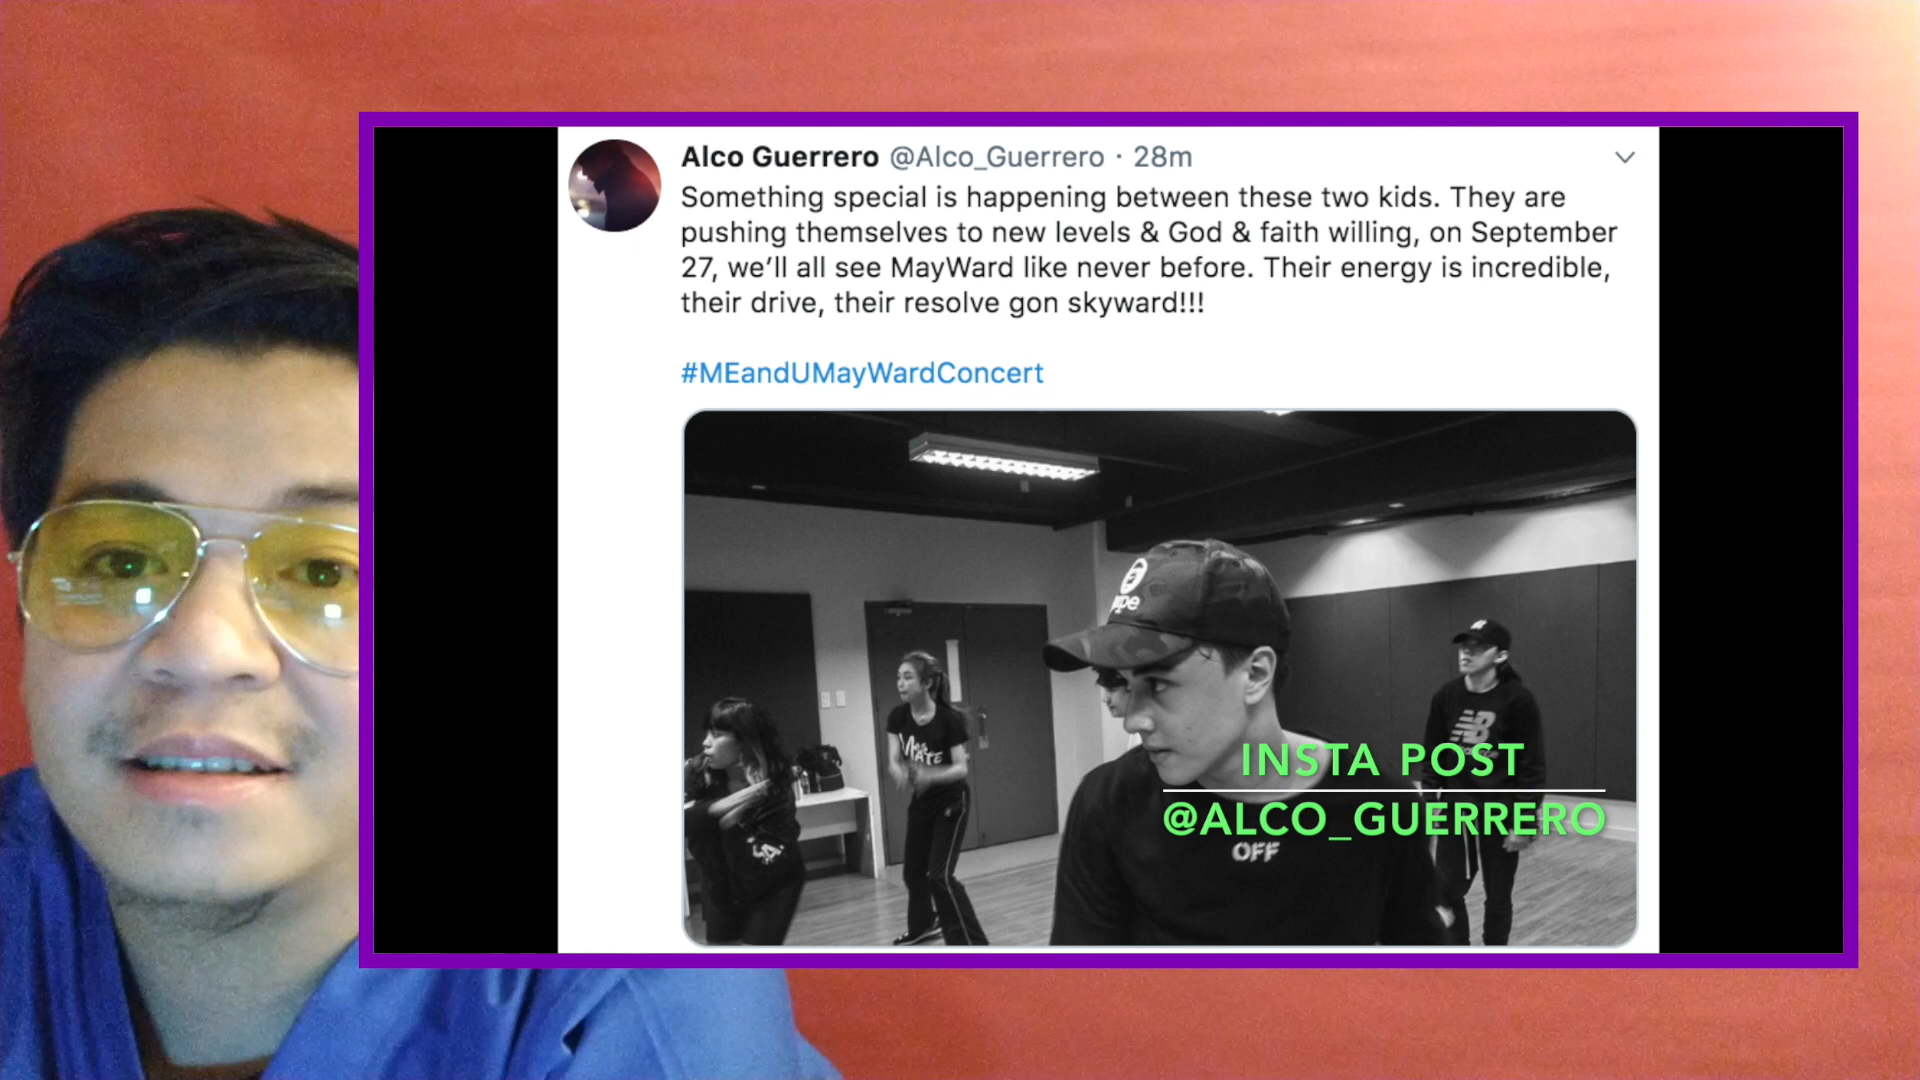 Alco Guerrero @Alco_Guerrero · 28m
Something special is happening between these two kids. They are
pushing themselves to new levels & God & faith willing, on September
27, we’ll all see MayWard like never before. Their energy is incredible,
their drive, their resolve gon skyward!!!
#MEandUMayWardConcert
INSTA POST
@ALCO_GUERRERO
OFF
NB